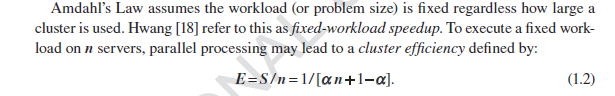 Amdahl's Law assumes the workload (or problem size) is fixed regardless how large a
cluster is used. Hwang [18] refer to this as fixed-workload speedup. To execute a fixed work-
load on n servers, parallel processing may lead to a cluster efficiency defined by:
E = S / n = 1 / [α n + 1 − α]. (1.2)